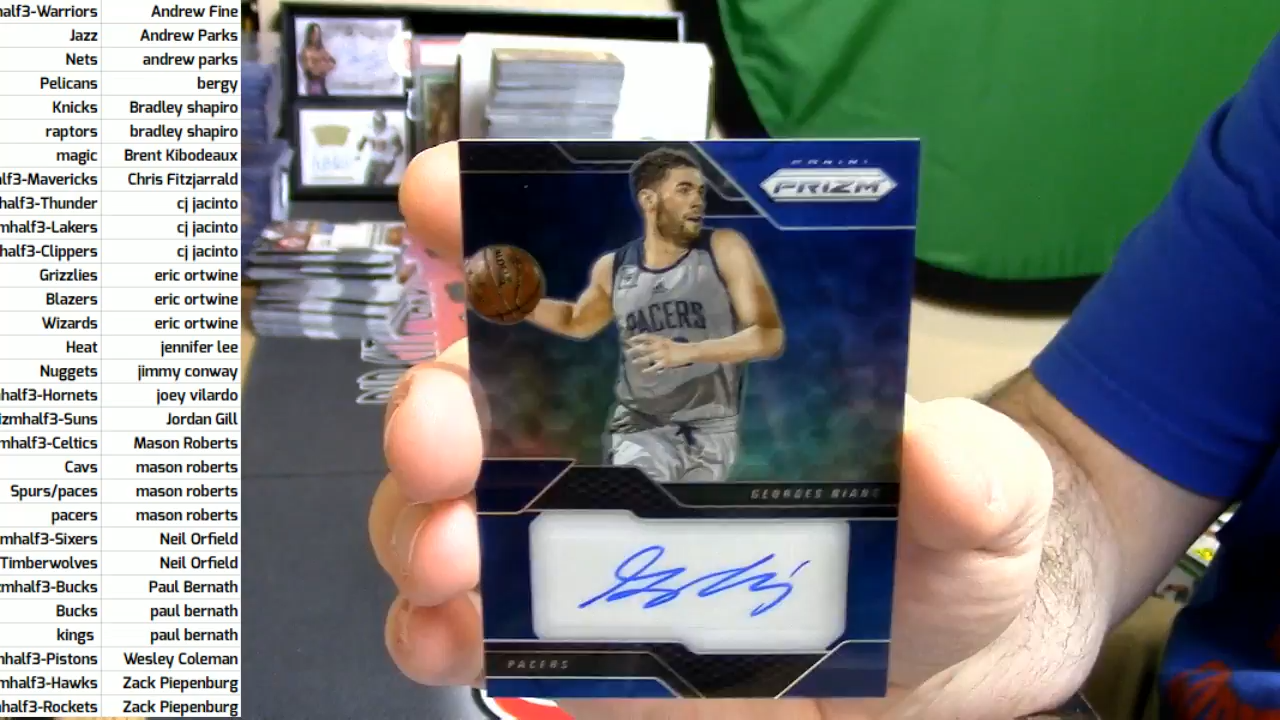 half3-Warriors Andrew Fine
Jazz Andrew Parks
Nets andrew parks
Pelicans bergy
Knicks Bradley shapiro
raptors bradley shapiro
magic Brent Kibodeaux
alf3-Mavericks Chris Fitzjarrald
half3-Thunder cj jacinto
mhalf3-Lakers cj jacinto
half3-Clippers cj jacinto
Grizzlies eric ortwine
Blazers eric ortwine
Wizards eric ortwine
Heat jennifer lee
Nuggets jimmy conway
half3-Hornets joey vilardo
izmhalf3-Suns Jordan Gill
mhalf3-Celtics Mason Roberts
Cavs mason roberts
Spurs/paces mason roberts
pacers mason roberts
mhalf3-Sixers Neil Orfield
Timberwolves Neil Orfield
zmhalf3-Bucks Paul Bernath
Bucks paul bernath
kings paul bernath
half3-Pistons Wesley Coleman
mhalf3-Hawks Zack Piepenburg
half3-Rockets Zack Piepenburg
PANINI
PRIZM
PACERS
GEORGES NIANG
PACERS